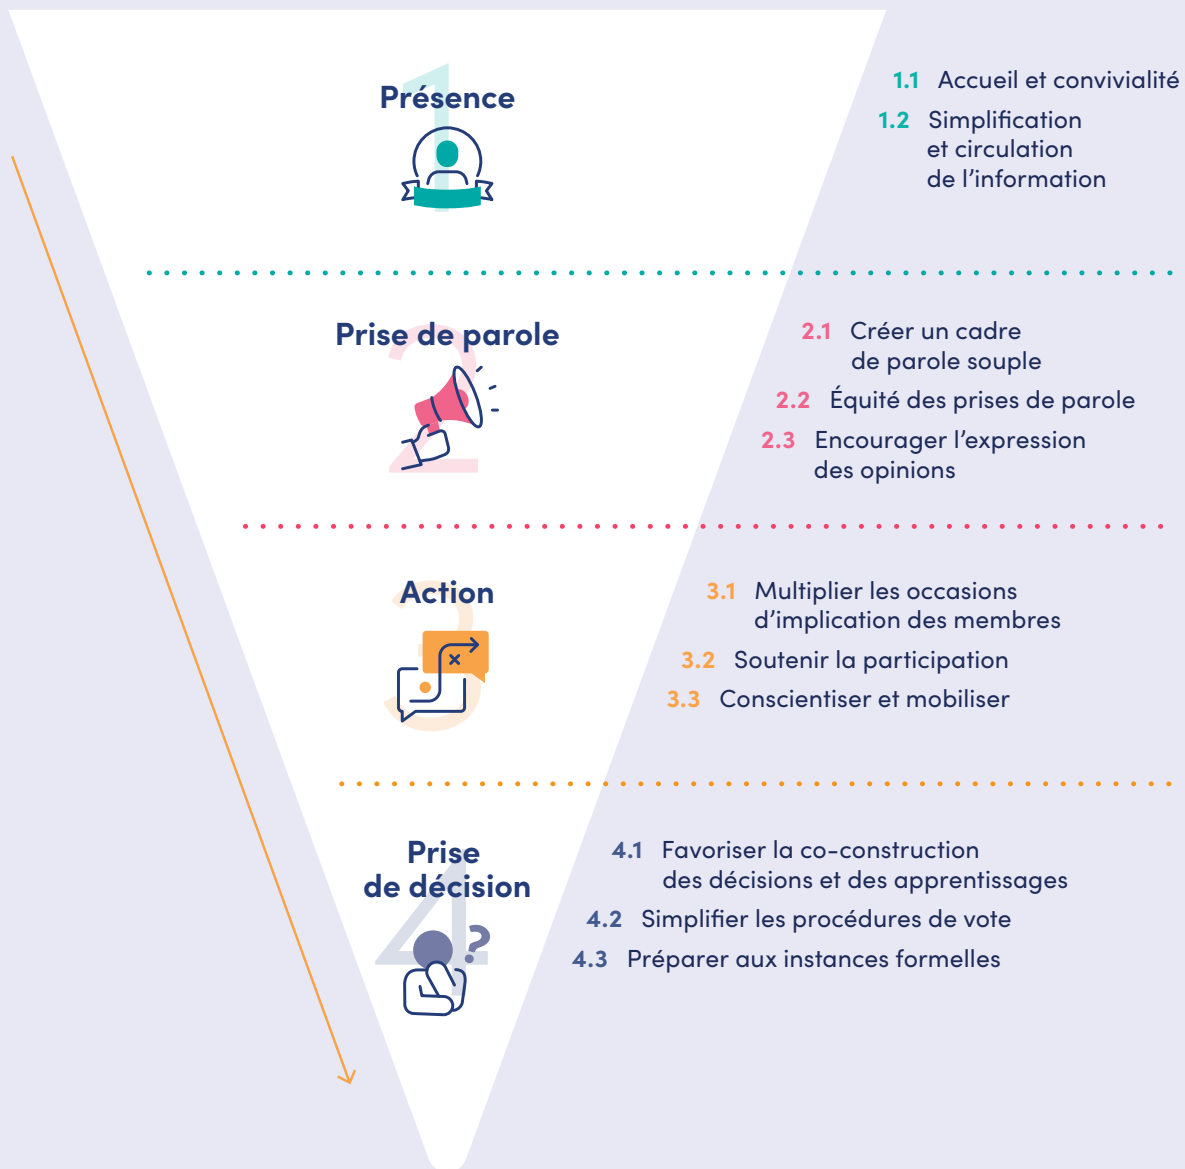 1
Présence
1.1 Accueil et convivialité
1.2 Simplification
et circulation
de l'information
2
Prise de parole
2.1 Créer un cadre
de parole souple
2.2 Équité des prises de parole
2.3 Encourager l'expression
des opinions
3
Action
3.1 Multiplier les occasions
d'implication des membres
3.2 Soutenir la participation
3.3 Conscientiser et mobiliser
4
Prise
de décision
?
4.1 Favoriser la co-construction
des décisions et des apprentissages
4.2 Simplifier les procédures de vote
4.3 Préparer aux instances formelles